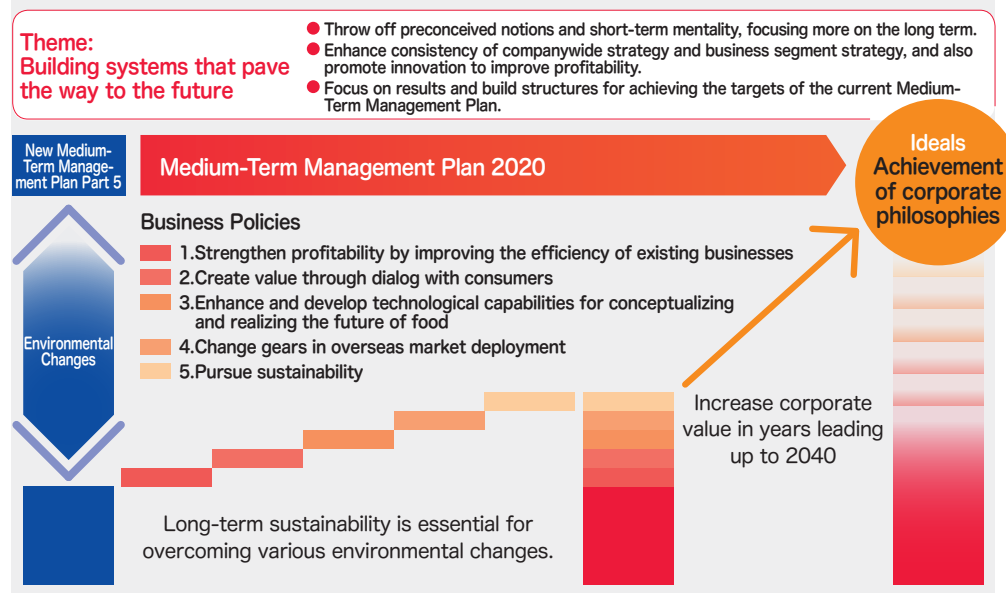 Theme:
Building systems that pave
the way to the future
● Throw off preconceived notions and short-term mentality, focusing more on the long term.
● Enhance consistency of companywide strategy and business segment strategy, and also
promote innovation to improve profitability.
● Focus on results and build structures for achieving the targets of the current Medium-
Term Management Plan.
New Medium-
Term Manage-
ment Plan Part 5
Medium-Term Management Plan 2020
Ideals
Achievement
of corporate
philosophies
Business Policies
1.Strengthen profitability by improving the efficiency of existing businesses
2.Create value through dialog with consumers
3.Enhance and develop technological capabilities for conceptualizing
and realizing the future of food
4.Change gears in overseas market deployment
5.Pursue sustainability
Environmental
Changes
Increase corporate
value in years leading
up to 2040
Long-term sustainability is essential for
overcoming various environmental changes.